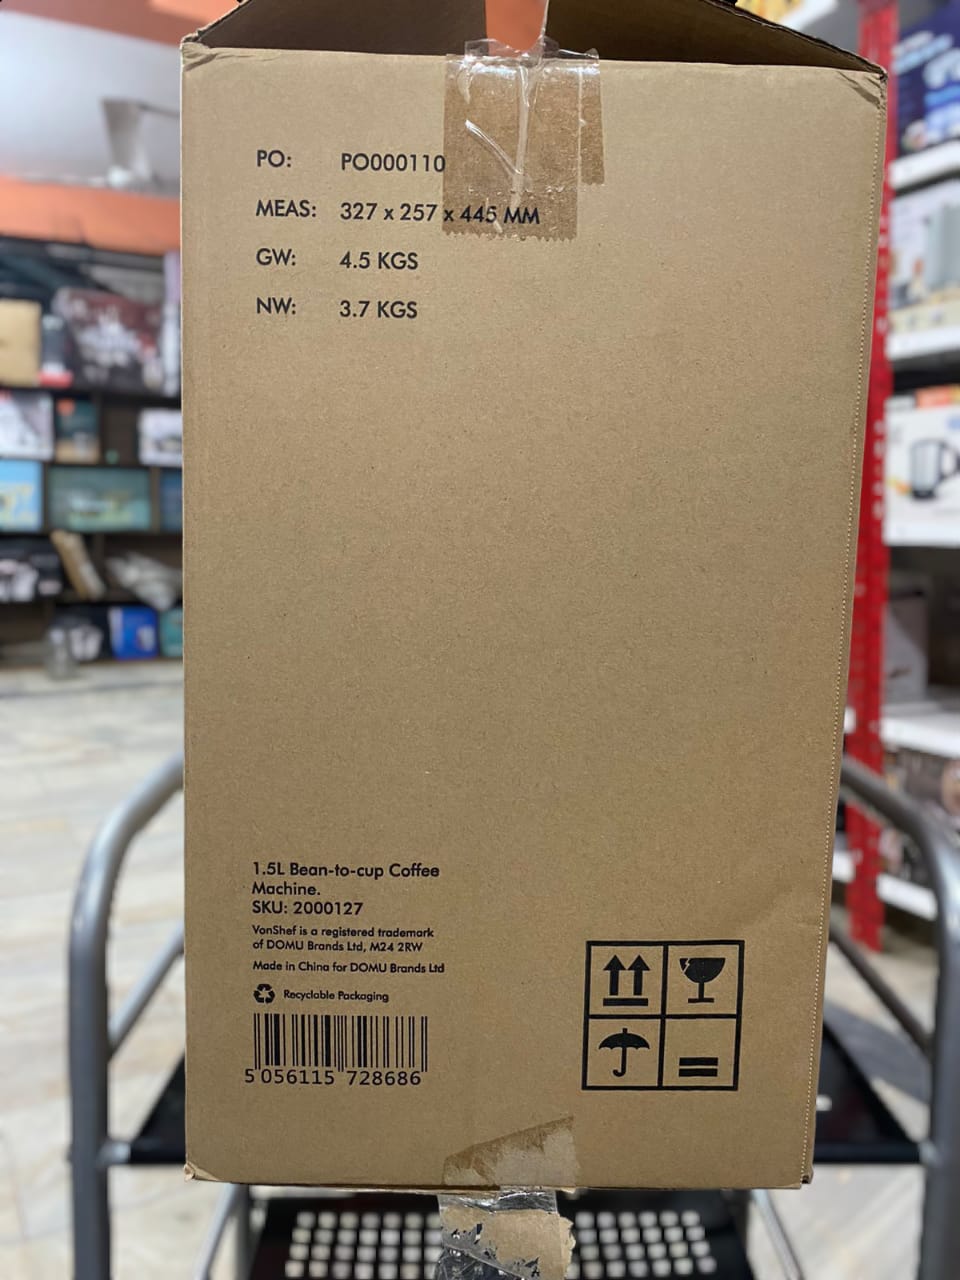 PO: PO000110
MEAS: 327 x 257 x 445 MM
GW: 4.5 KGS
NW: 3.7 KGS
1.5L Bean-to-cup Coffee
Machine.
SKU: 2000127
VonShef is a registered trademark
of DOMU Brands Ltd, M24 2RW
Made in China for DOMU Brands Ltd
Recyclable Packaging
5 056115 728686